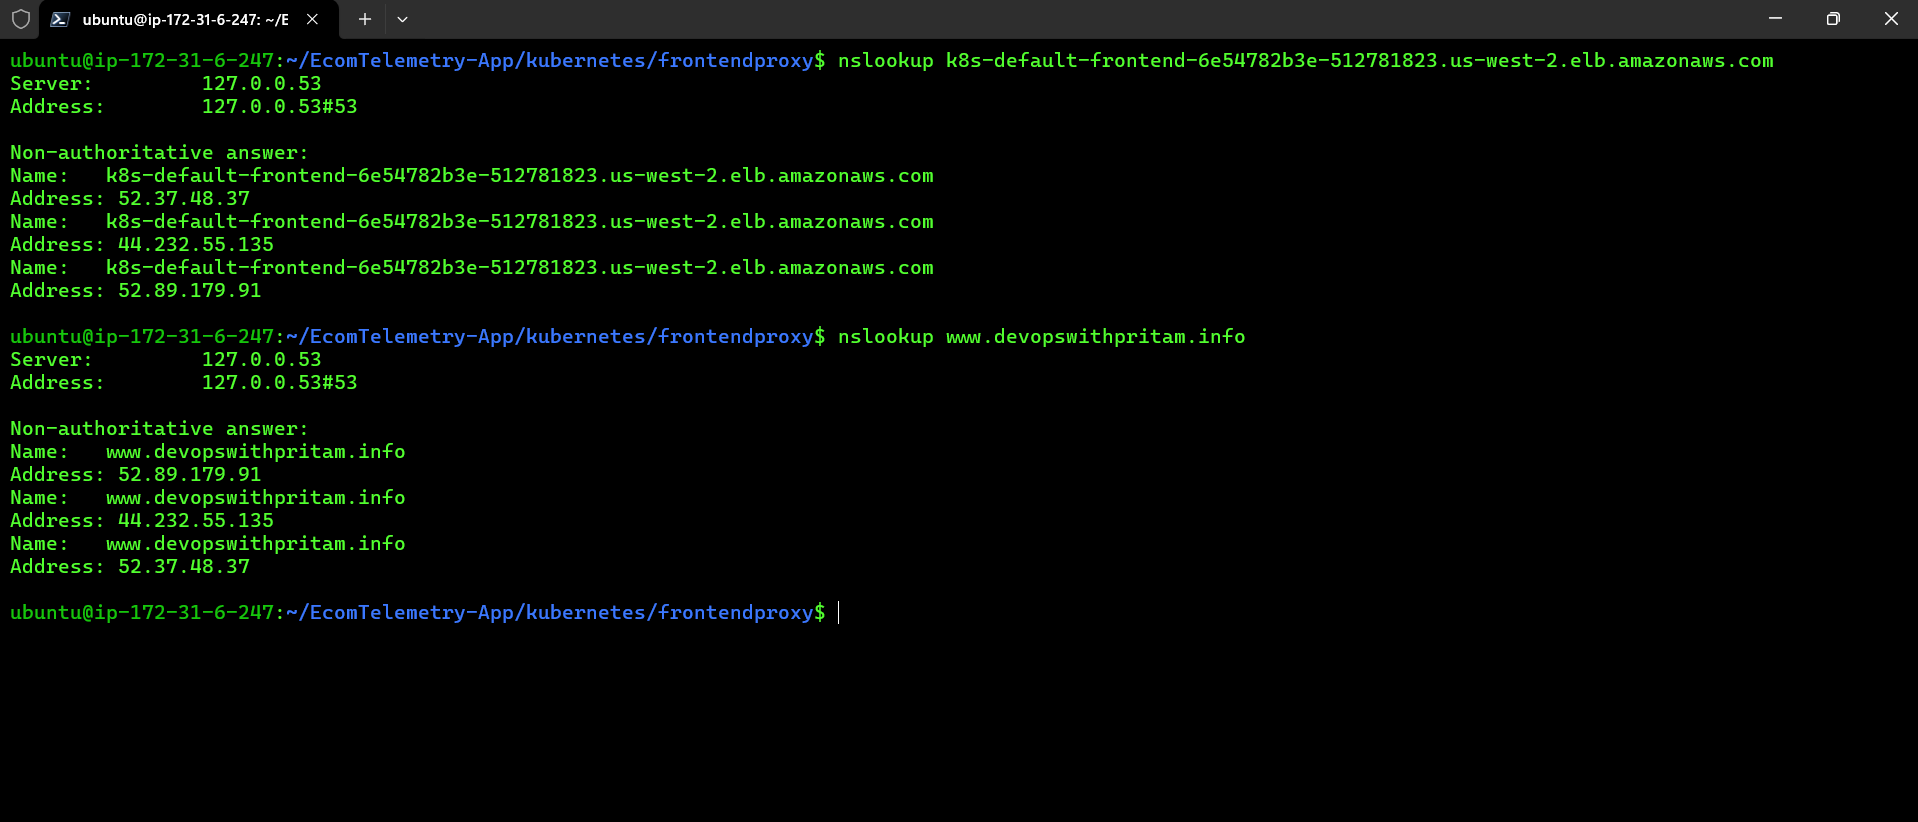 ubuntu@ip-172-31-6-247: ~/E
ubuntu@ip-172-31-6-247:~/EcomTelemetry-App/kubernetes/frontendproxy$ nslookup k8s-default-frontend-6e54782b3e-512781823.us-west-2.elb.amazonaws.com
Server:         127.0.0.53
Address:        127.0.0.53#53

Non-authoritative answer:
Name:   k8s-default-frontend-6e54782b3e-512781823.us-west-2.elb.amazonaws.com
Address: 52.37.48.37
Name:   k8s-default-frontend-6e54782b3e-512781823.us-west-2.elb.amazonaws.com
Address: 44.232.55.135
Name:   k8s-default-frontend-6e54782b3e-512781823.us-west-2.elb.amazonaws.com
Address: 52.89.179.91

ubuntu@ip-172-31-6-247:~/EcomTelemetry-App/kubernetes/frontendproxy$ nslookup www.devopswithpritam.info
Server:         127.0.0.53
Address:        127.0.0.53#53

Non-authoritative answer:
Name:   www.devopswithpritam.info
Address: 52.89.179.91
Name:   www.devopswithpritam.info
Address: 44.232.55.135
Name:   www.devopswithpritam.info
Address: 52.37.48.37

ubuntu@ip-172-31-6-247:~/EcomTelemetry-App/kubernetes/frontendproxy$